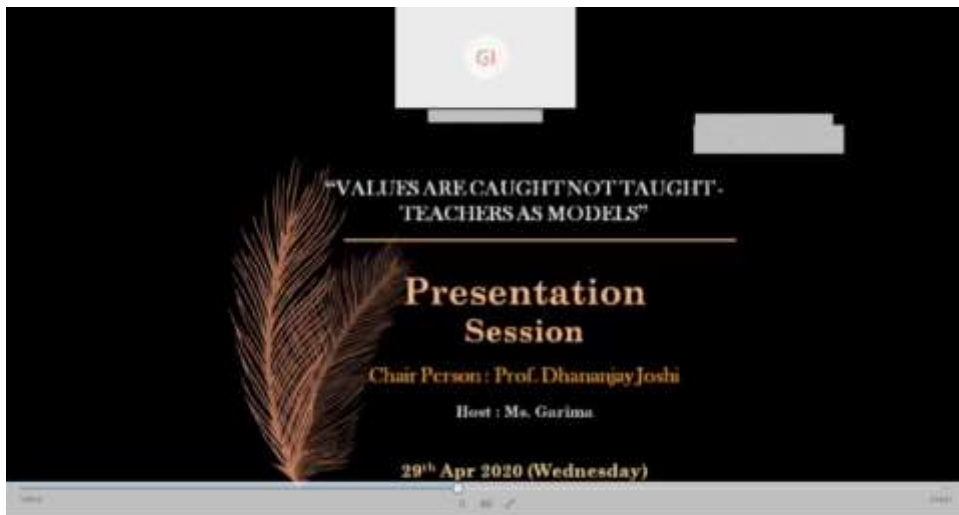 GI
“VALUES ARE CAUGHT NOT TAUGHT -
TEACHERS AS MODELS”
Presentation
Session
Chair Person : Prof. Dhananjay Joshi
Host : Ms. Garima
29th Apr 2020 (Wednesday)